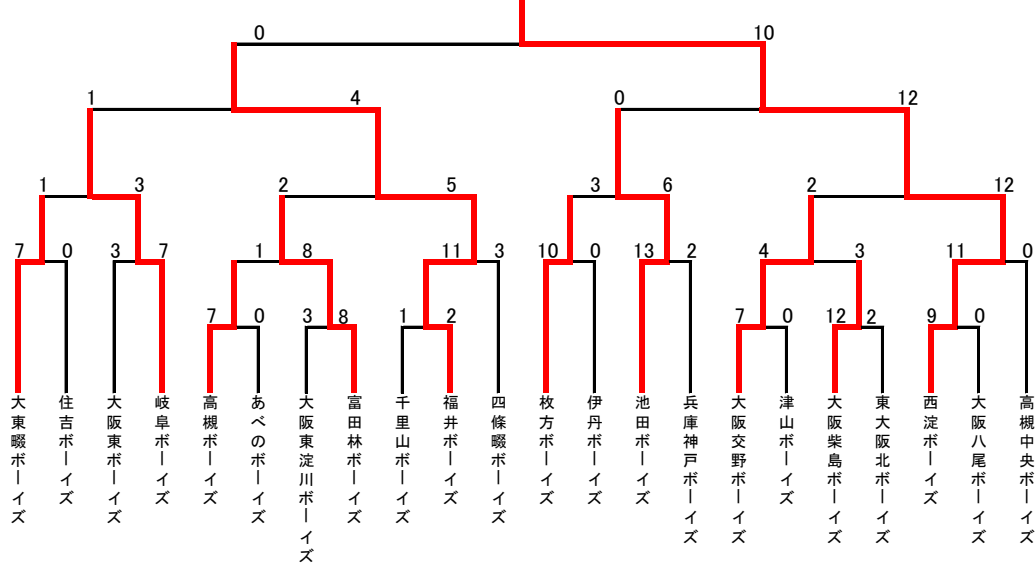 0 10
1 4 0 12
1 3 2 5 3 6 2 12
7 0 3 7 1 8 11 3 10 0 13 2 4 3 11 0
7 0 3 8 1 2 7 0 12 2 9 0
大東畷ボーイズ
住吉ボーイズ
大阪東ボーイズ
岐阜ボーイズ
高槻ボーイズ
あべのボーイズ
大阪東淀川ボーイズ
富田林ボーイズ
千里山ボーイズ
福井ボーイズ
四條畷ボーイズ
枚方ボーイズ
伊丹ボーイズ
池田ボーイズ
兵庫神戸ボーイズ
大阪交野ボーイズ
津山ボーイズ
大阪柴島ボーイズ
東大阪北ボーイズ
西淀ボーイズ
大阪八尾ボーイズ
高槻中央ボーイズ